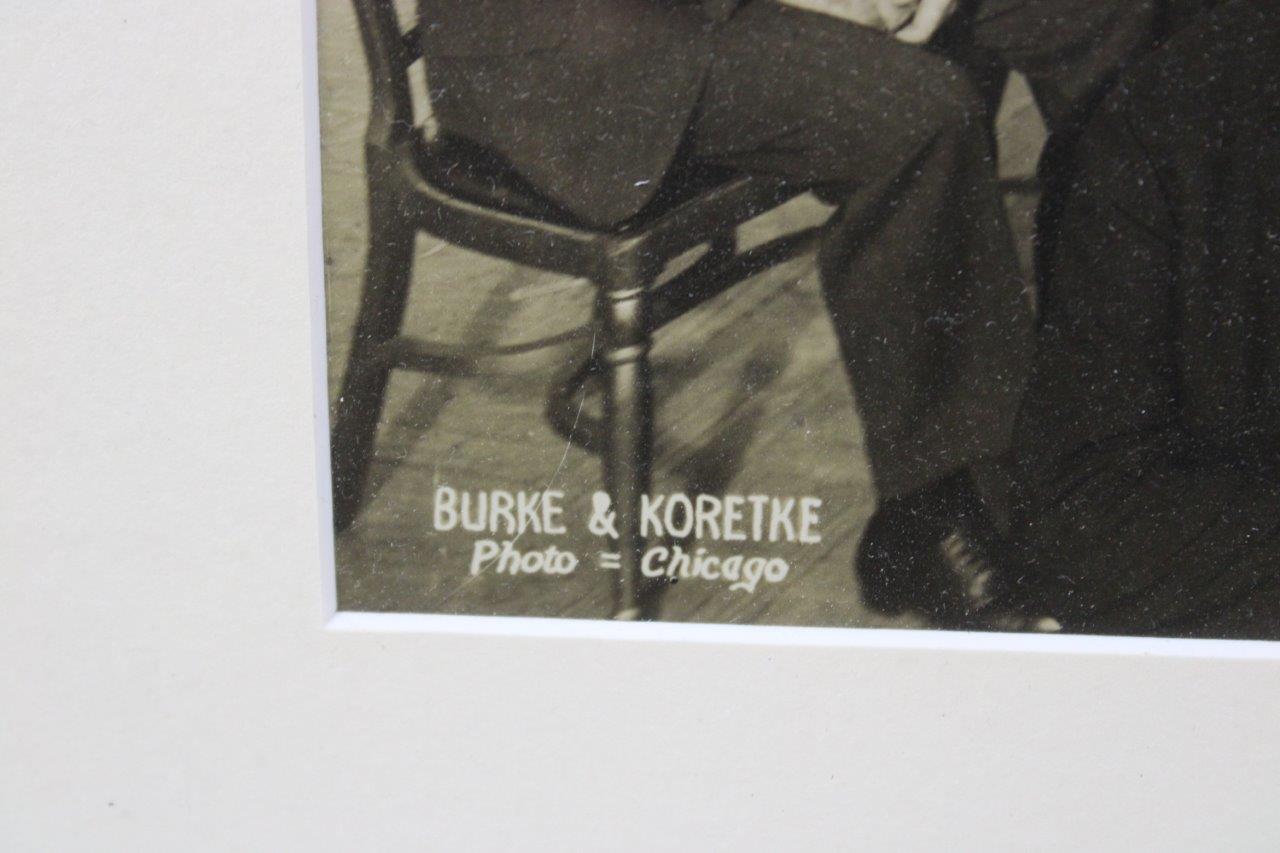 BURKE & KORETKE
Photo = Chicago